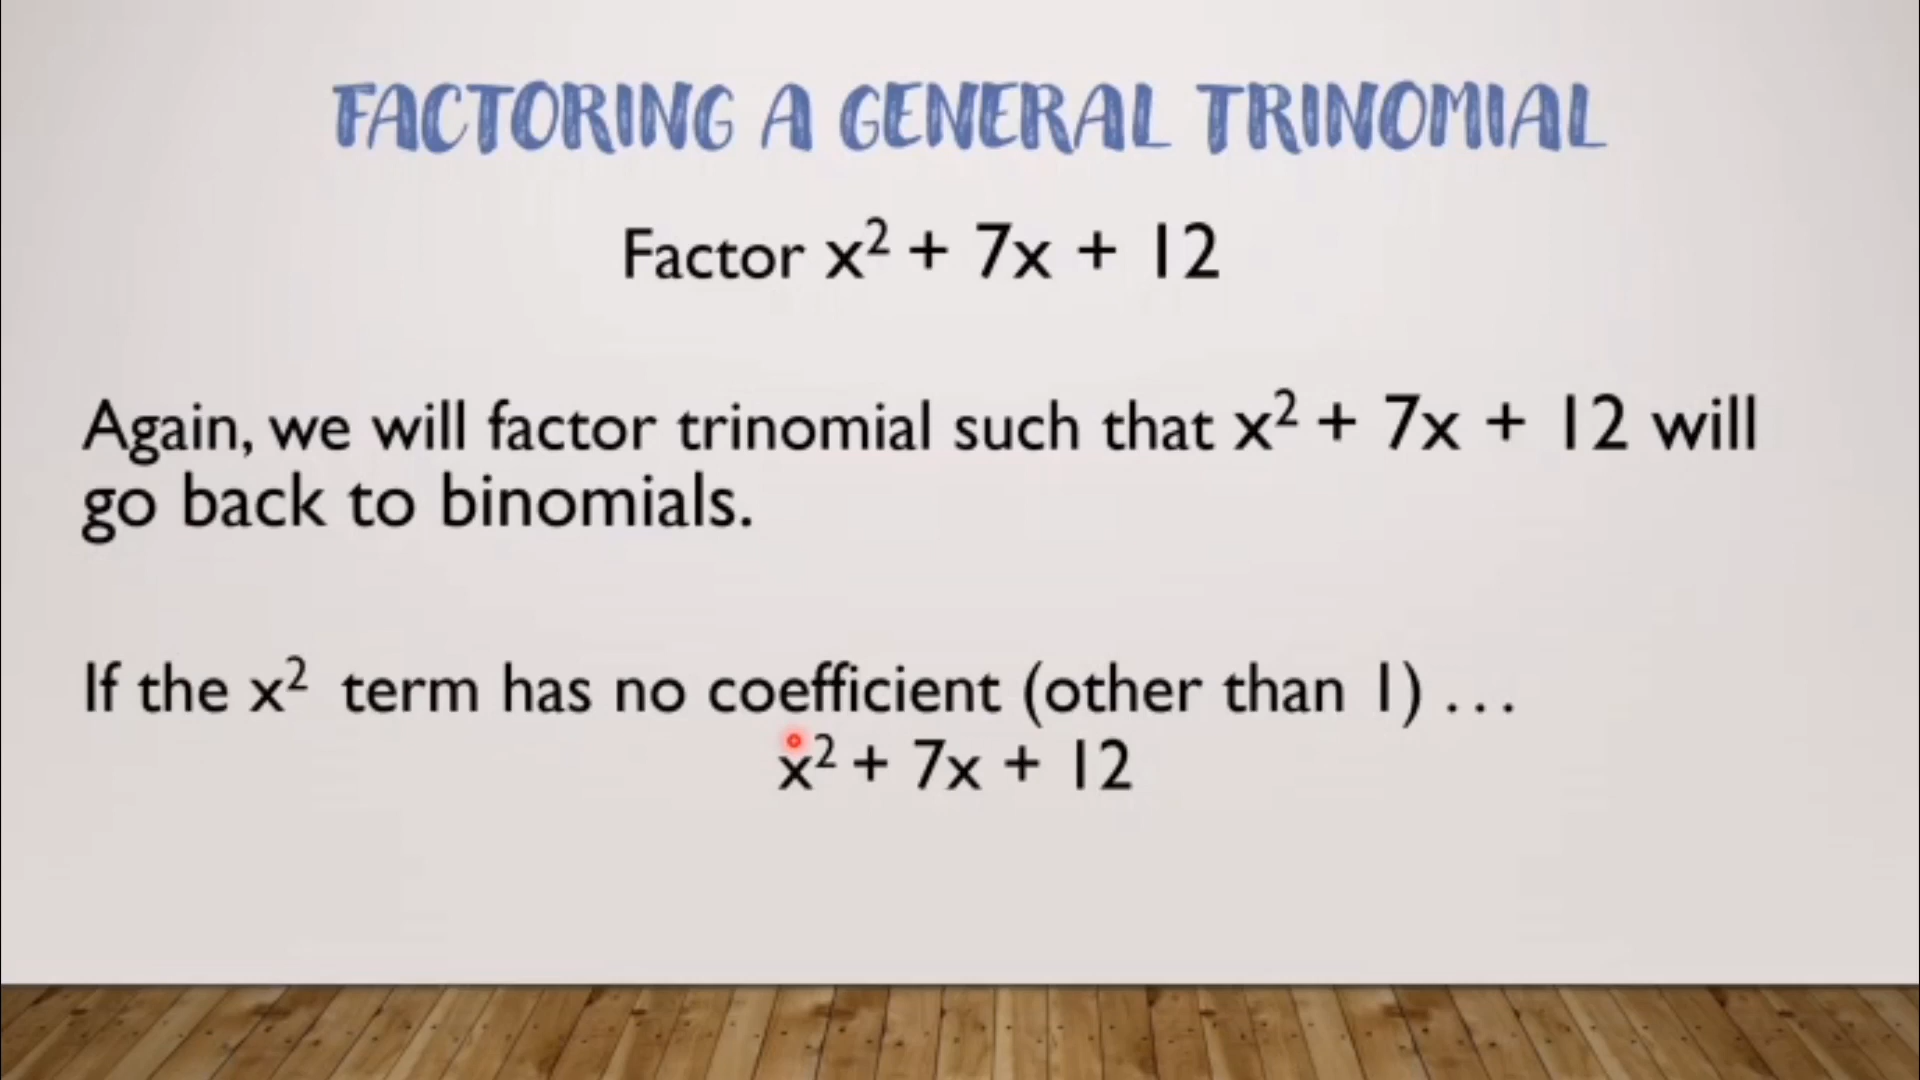 FACTORING A GENERAL TRINOMIAL
Factor x² + 7x + 12
Again, we will factor trinomial such that x² + 7x + 12 will
go back to binomials.
If the x² term has no coefficient (other than 1) ...
x² + 7x + 12